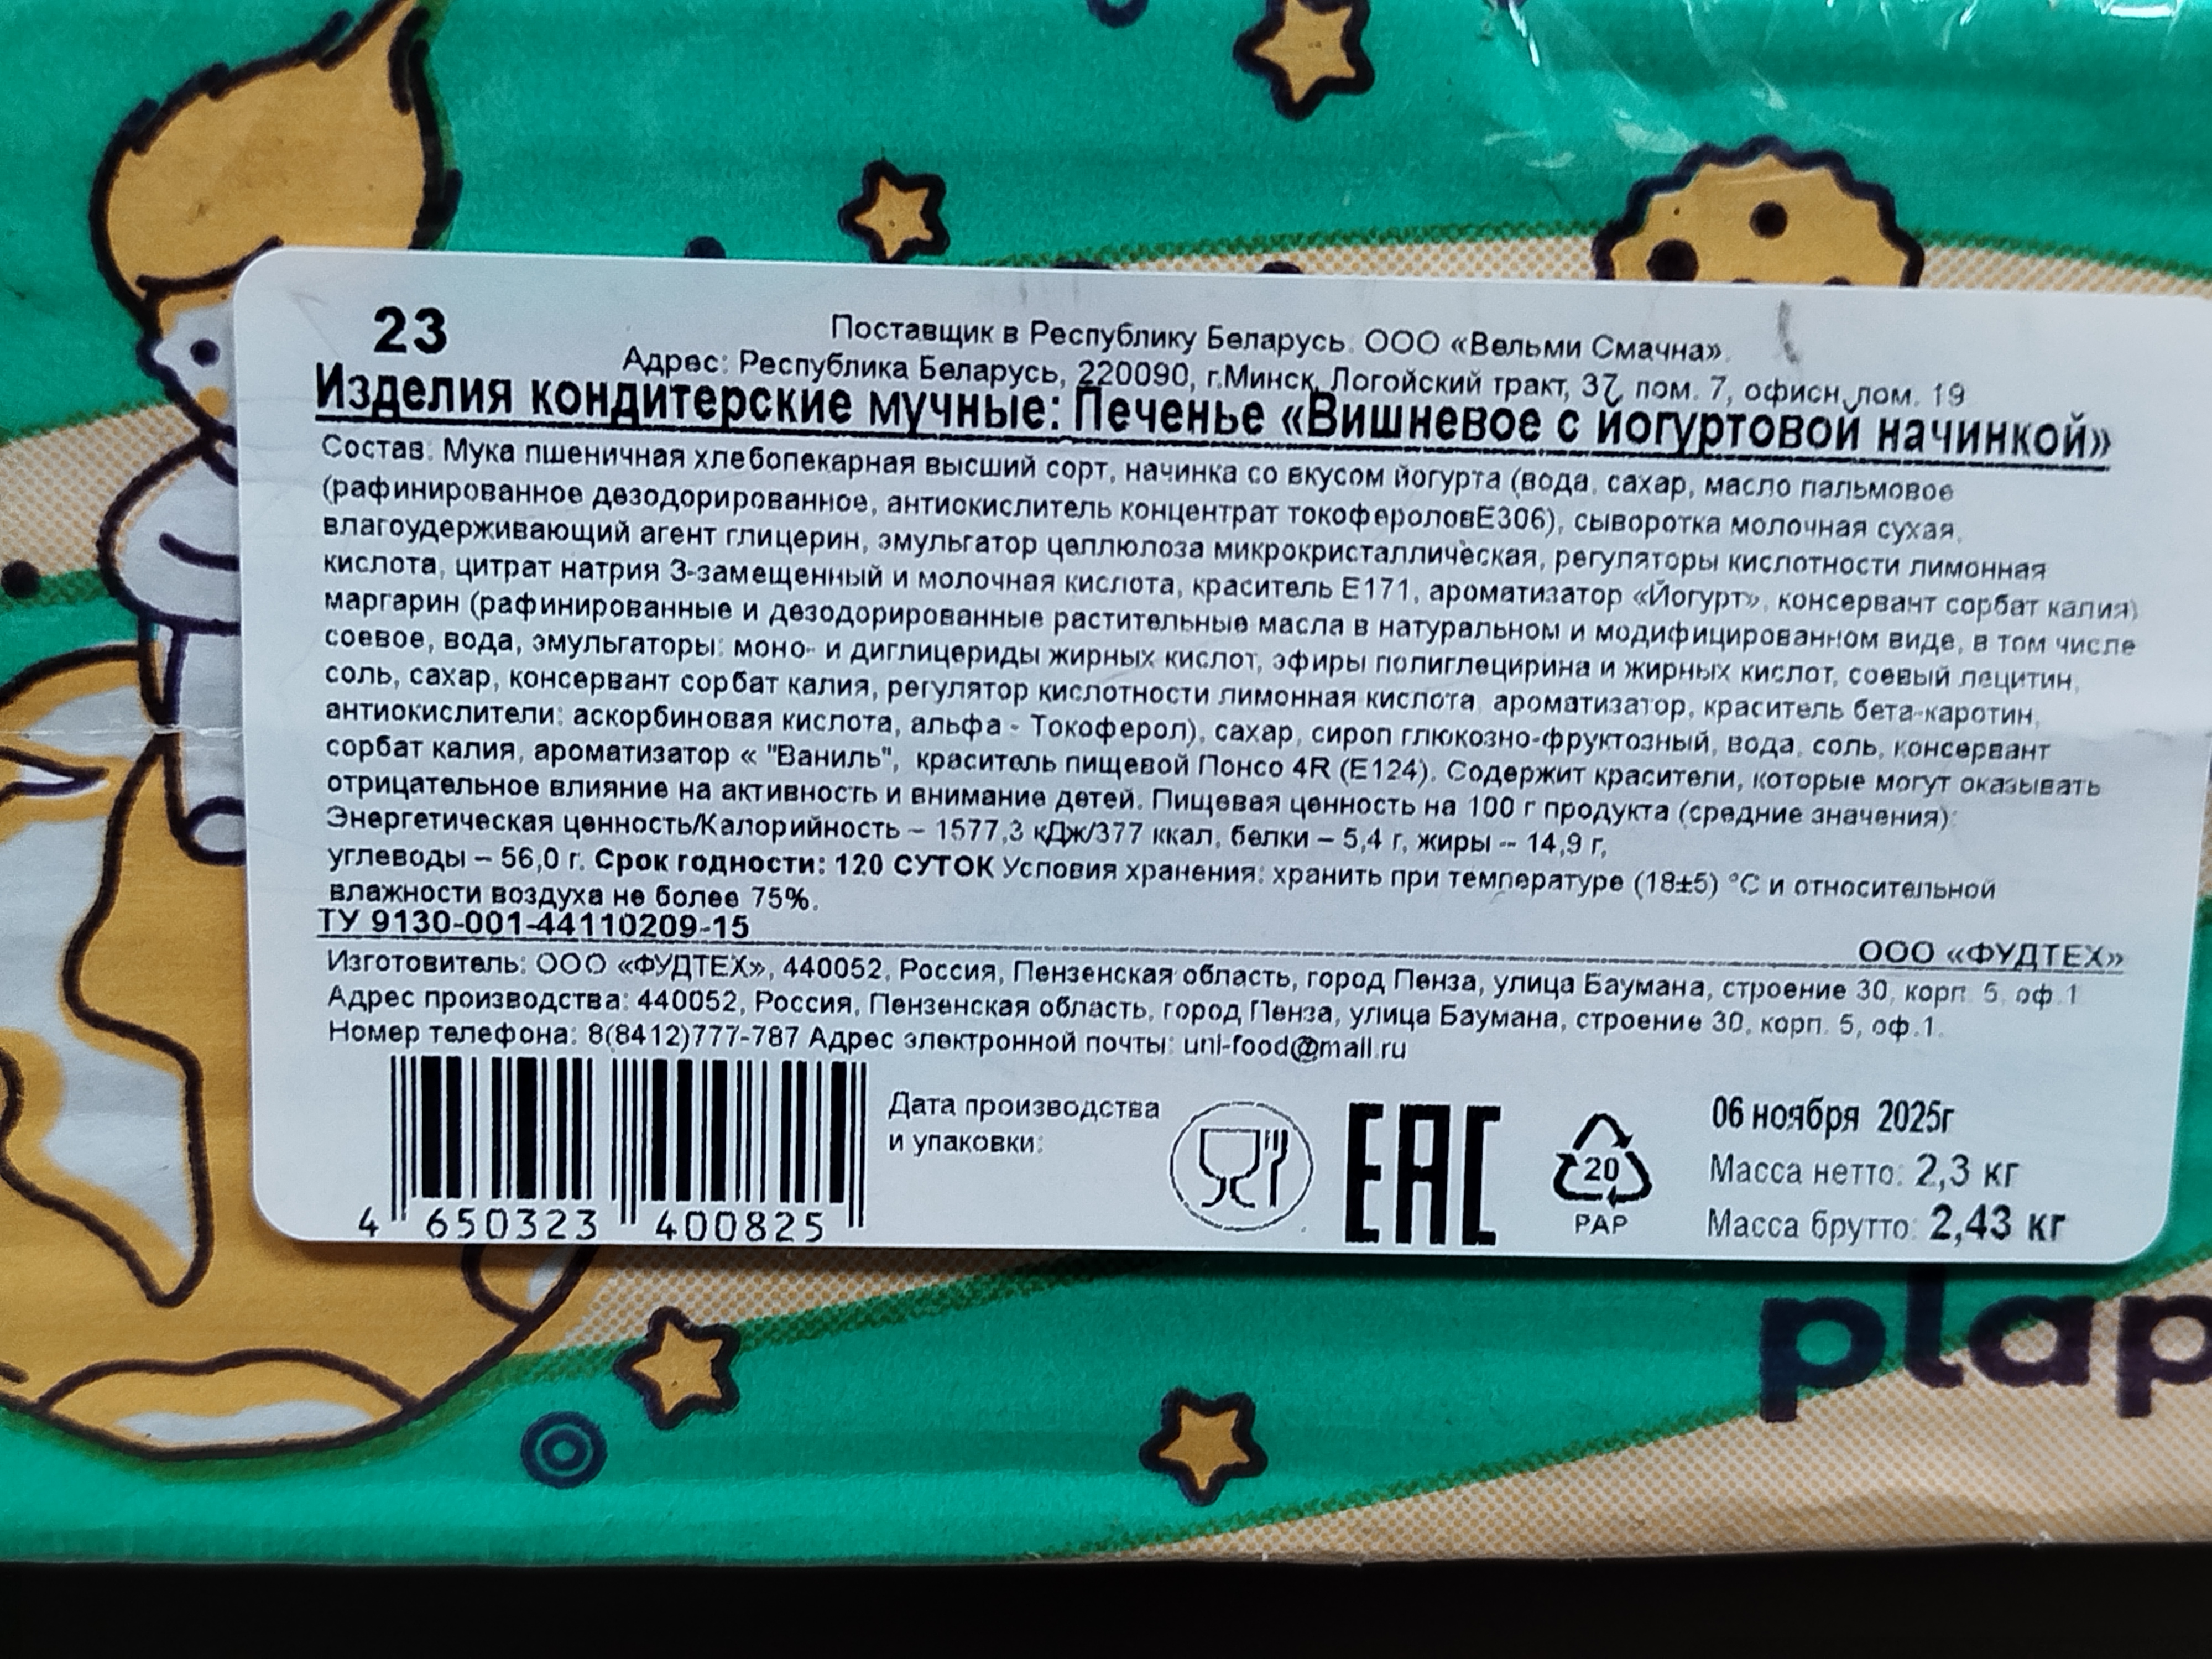 23
Поставщик в Республику Беларусь: ООО «Вельми Смачна».
Адрес: Республика Беларусь, 220090, г.Минск, Логойский тракт, 37, пом. 7, офисн.пом. 19
Изделия кондитерские мучные: Печенье «Вишневое с йогуртовой начинкой»
Состав: Мука пшеничная хлебопекарная высший сорт, начинка со вкусом йогурта (вода, сахар, масло пальмовое
(рафинированное дезодорированное, антиокислитель концентрат токофероловЕ306), сыворотка молочная сухая,
влагоудерживающий агент глицерин, эмульгатор целлюлоза микрокристаллическая, регуляторы кислотности лимонная
кислота, цитрат натрия 3-замещенный и молочная кислота, краситель Е171, ароматизатор «Йогурт», консервант сорбат калия)
маргарин (рафинированные и дезодорированные растительные масла в натуральном и модифицированном виде, в том числе
соевое, вода, эмульгаторы: моно- и диглицериды жирных кислот, эфиры полиглецирина и жирных кислот, соевый лецитин,
соль, сахар, консервант сорбат калия, регулятор кислотности лимонная кислота, ароматизатор, краситель бета-каротин,
антиокислители: аскорбиновая кислота, альфа - Токоферол), сахар, сироп глюкозно-фруктозный, вода, соль, консервант
сорбат калия, ароматизатор « "Ваниль", краситель пищевой Понсо 4R (Е124). Содержит красители, которые могут оказывать
отрицательное влияние на активность и внимание детей. Пищевая ценность на 100 г продукта (средние значения):
Энергетическая ценность/Калорийность – 1577,3 кДж/377 ккал, белки – 5,4 г, жиры -- 14,9 г,
углеводы – 56,0 г. Срок годности: 120 СУТОК Условия хранения: хранить при температуре (18±5) °С и относительной
влажности воздуха не более 75%.
ТУ 9130-001-44110209-15
ООО «ФУДТЕХ»
Изготовитель: ООО «ФУДТЕХ», 440052, Россия, Пензенская область, город Пенза, улица Баумана, строение 30, корп. 5, оф.1
Адрес производства: 440052, Россия, Пензенская область, город Пенза, улица Баумана, строение 30, корп. 5, оф.1.
Номер телефона: 8(8412)777-787 Адрес электронной почты: uni-food@mail.ru
Дата производства
и упаковки:
06 ноября 2025г
Масса нетто: 2,3 кг
Масса брутто: 2,43 кг
EAC
20
PAP
4 650323 400825
plap